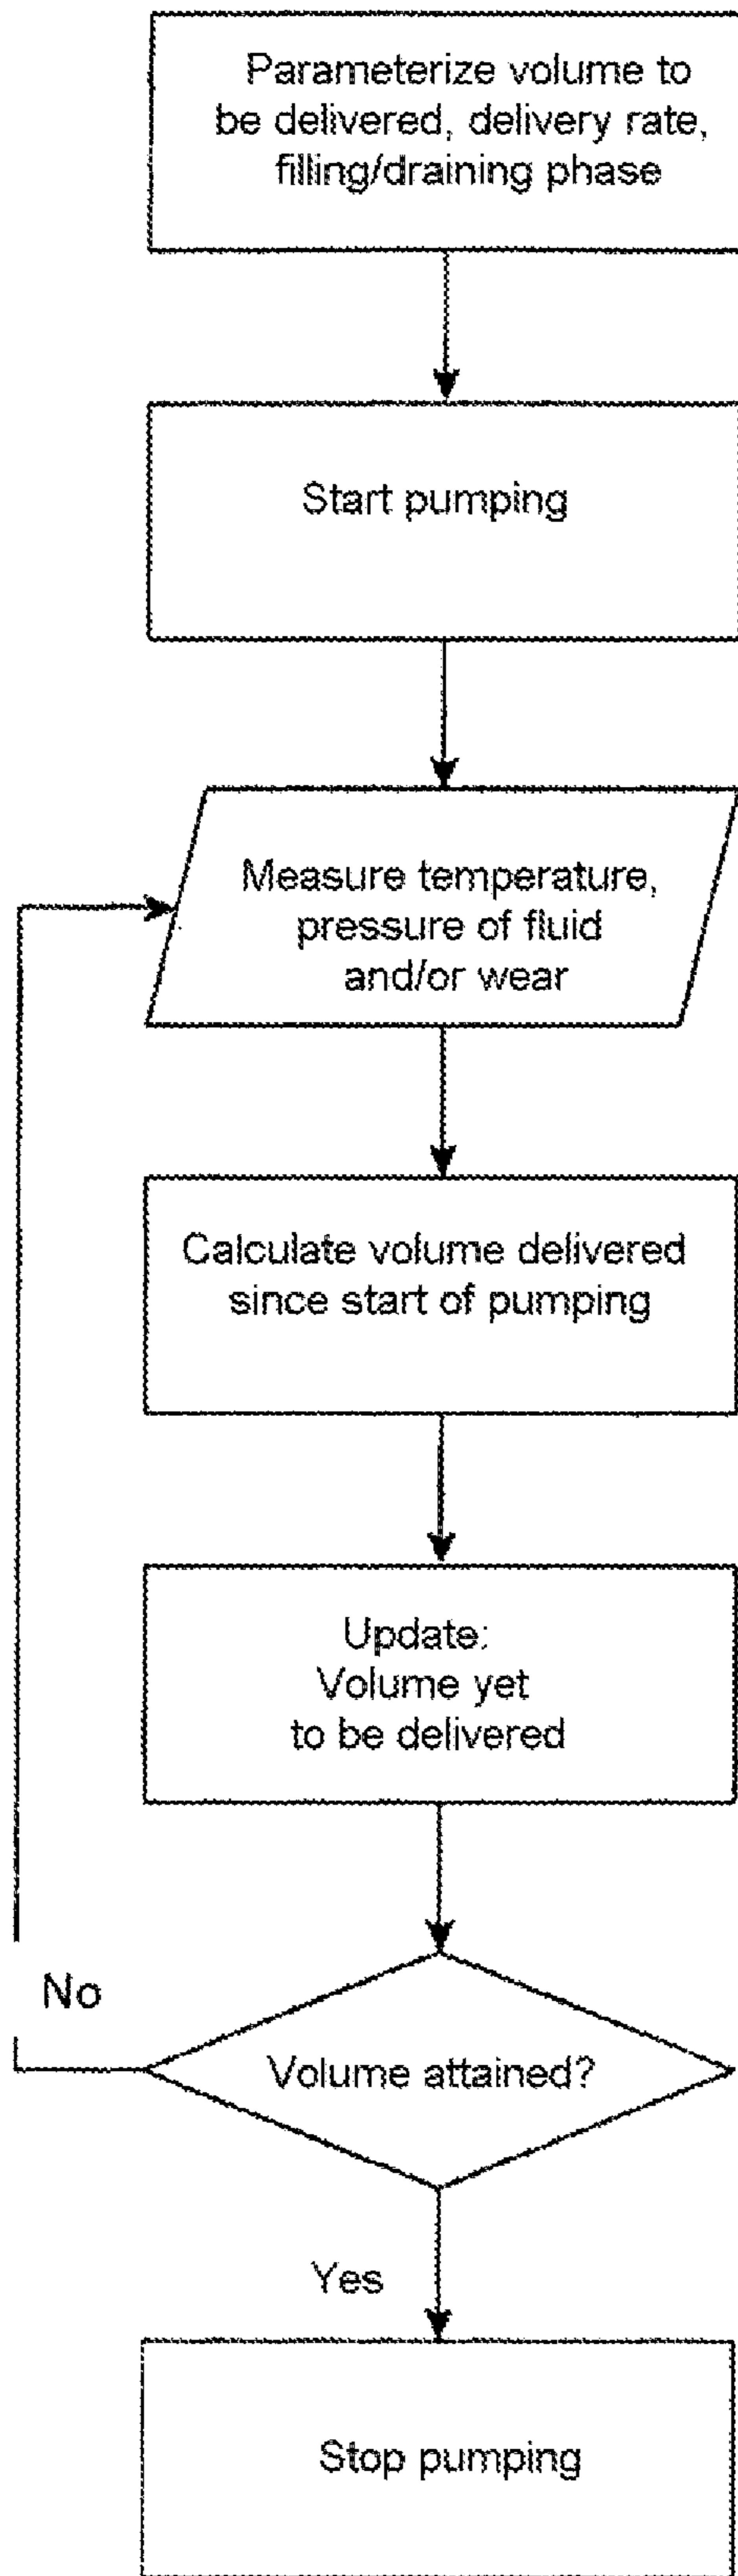 Parameterize volume to
be delivered, delivery rate,
filling/draining phase
Start pumping
Measure temperature,
pressure of fluid
and/or wear
Calculate volume delivered
since start of pumping
Update:
Volume yet
to be delivered
No
Volume attained?
Yes
Stop pumping